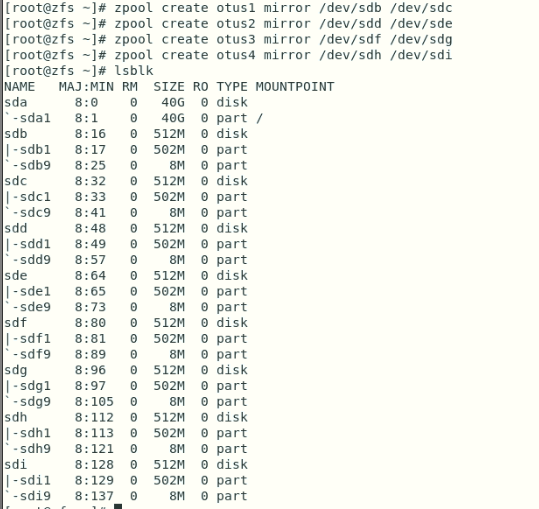 [root@zfs ~]# zpool create otus1 mirror /dev/sdb /dev/sdc
[root@zfs ~]# zpool create otus2 mirror /dev/sdd /dev/sde
[root@zfs ~]# zpool create otus3 mirror /dev/sdf /dev/sdg
[root@zfs ~]# zpool create otus4 mirror /dev/sdh /dev/sdi
[root@zfs ~]# lsblk
NAME   MAJ:MIN RM  SIZE RO TYPE MOUNTPOINT
sda      8:0    0   40G  0 disk
`-sda1   8:1    0   40G  0 part /
sdb      8:16   0  512M  0 disk
|-sdb1   8:17   0  502M  0 part
`-sdb9   8:25   0    8M  0 part
sdc      8:32   0  512M  0 disk
|-sdc1   8:33   0  502M  0 part
`-sdc9   8:41   0    8M  0 part
sdd      8:48   0  512M  0 disk
|-sdd1   8:49   0  502M  0 part
`-sdd9   8:57   0    8M  0 part
sde      8:64   0  512M  0 disk
|-sde1   8:65   0  502M  0 part
`-sde9   8:73   0    8M  0 part
sdf      8:80   0  512M  0 disk
|-sdf1   8:81   0  502M  0 part
`-sdf9   8:89   0    8M  0 part
sdg      8:96   0  512M  0 disk
|-sdg1   8:97   0  502M  0 part
`-sdg9   8:105  0    8M  0 part
sdh      8:112  0  512M  0 disk
|-sdh1   8:113  0  502M  0 part
`-sdh9   8:121  0    8M  0 part
sdi      8:128  0  512M  0 disk
|-sdi1   8:129  0  502M  0 part
`-sdi9   8:137  0    8M  0 part